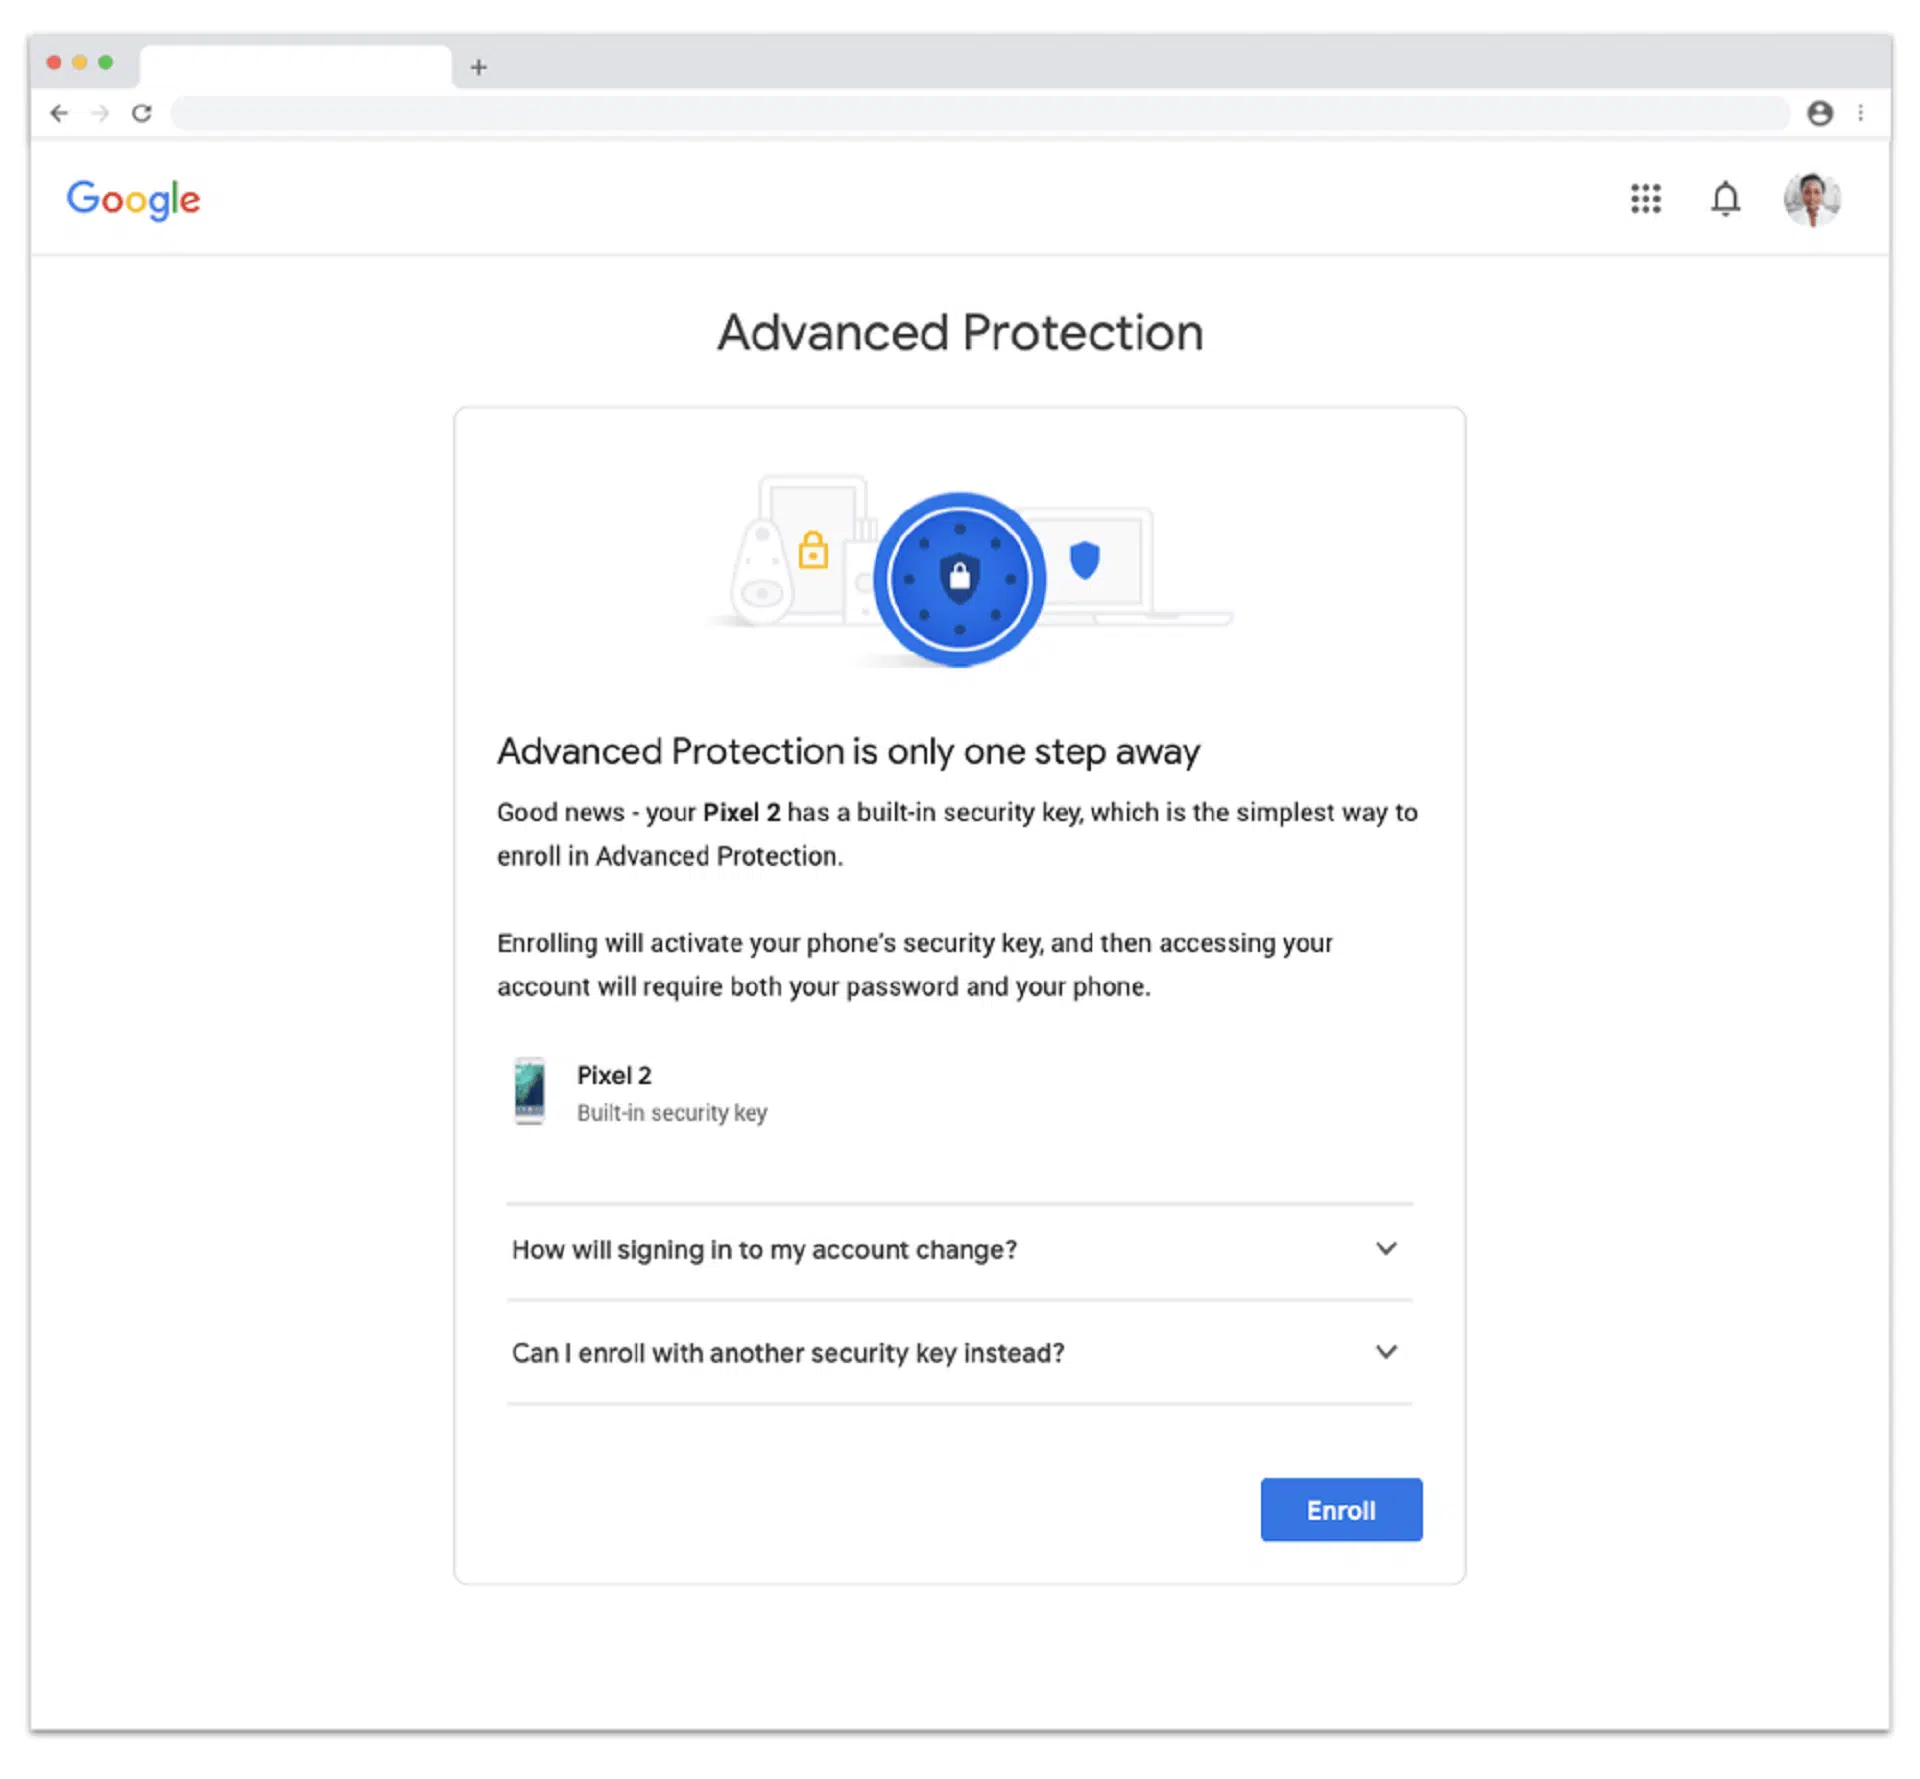 Google
Advanced Protection
Advanced Protection is only one step away
Good news - your Pixel 2 has a built-in security key, which is the simplest way to
enroll in Advanced Protection.
Enrolling will activate your phone's security key, and then accessing your
account will require both your password and your phone.
Pixel 2
Built-in security key
How will signing in to my account change?
Can I enroll with another security key instead?
Enroll